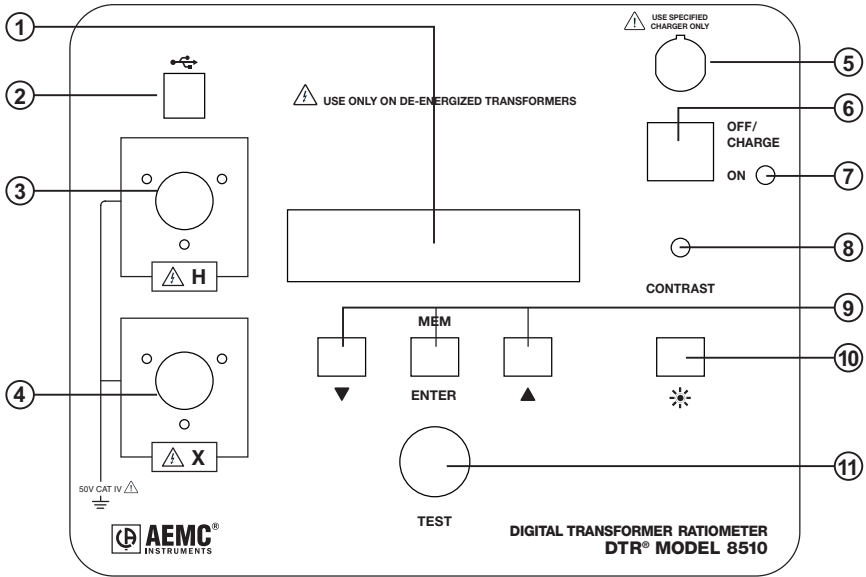 1
USE SPECIFIED
CHARGER ONLY
2
5
USE ONLY ON DE-ENERGIZED TRANSFORMERS
6
OFF/
CHARGE
ON
7
3
H
8
CONTRAST
9
MEM
10
4
ENTER
X
11
50V CAT IV
TEST
AEMC®
INSTRUMENTS
DIGITAL TRANSFORMER RATIOMETER
DTR® MODEL 8510